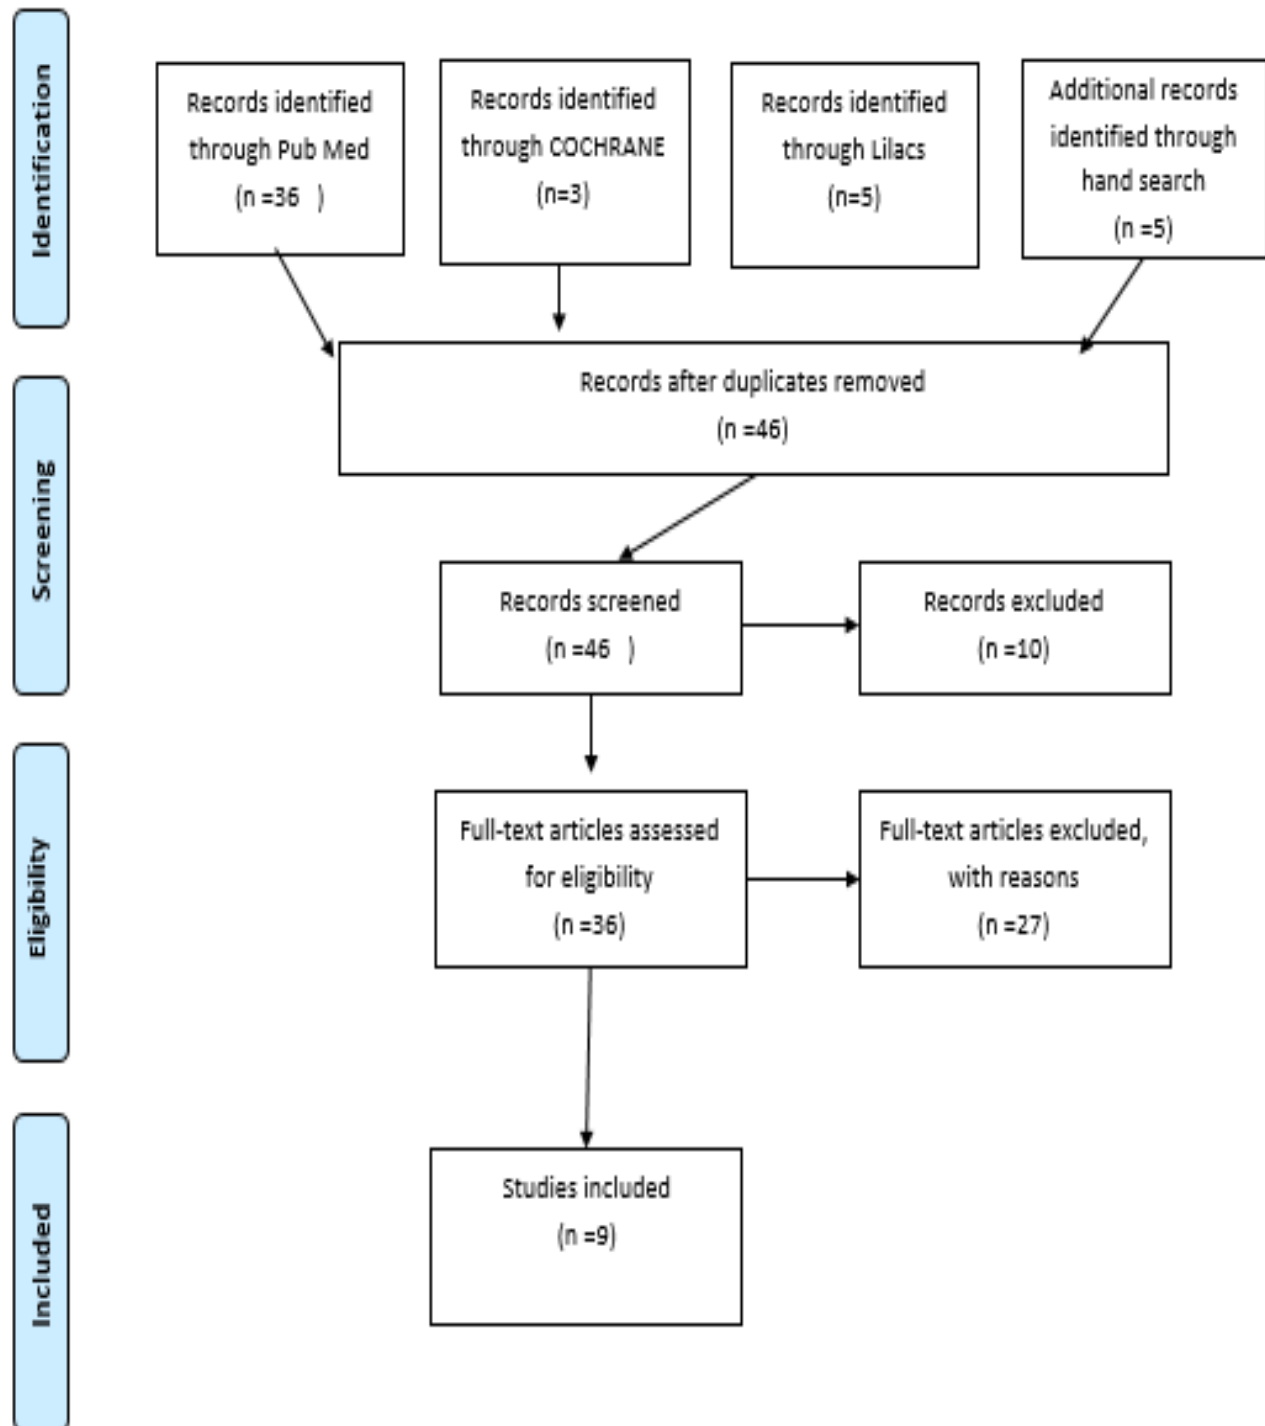 Identification
Records identified
through Pub Med
(n =36   )
Records identified
through COCHRANE
(n=3)
Records identified
through Lilacs
(n=5)
Additional records
identified through
hand search
(n =5)
Screening
Records after duplicates removed
(n =46)
Records screened
(n =46   )
Records excluded
(n =10)
Eligibility
Full-text articles assessed
for eligibility
(n =36)
Full-text articles excluded,
with reasons
(n =27)
Included
Studies included
(n =9)